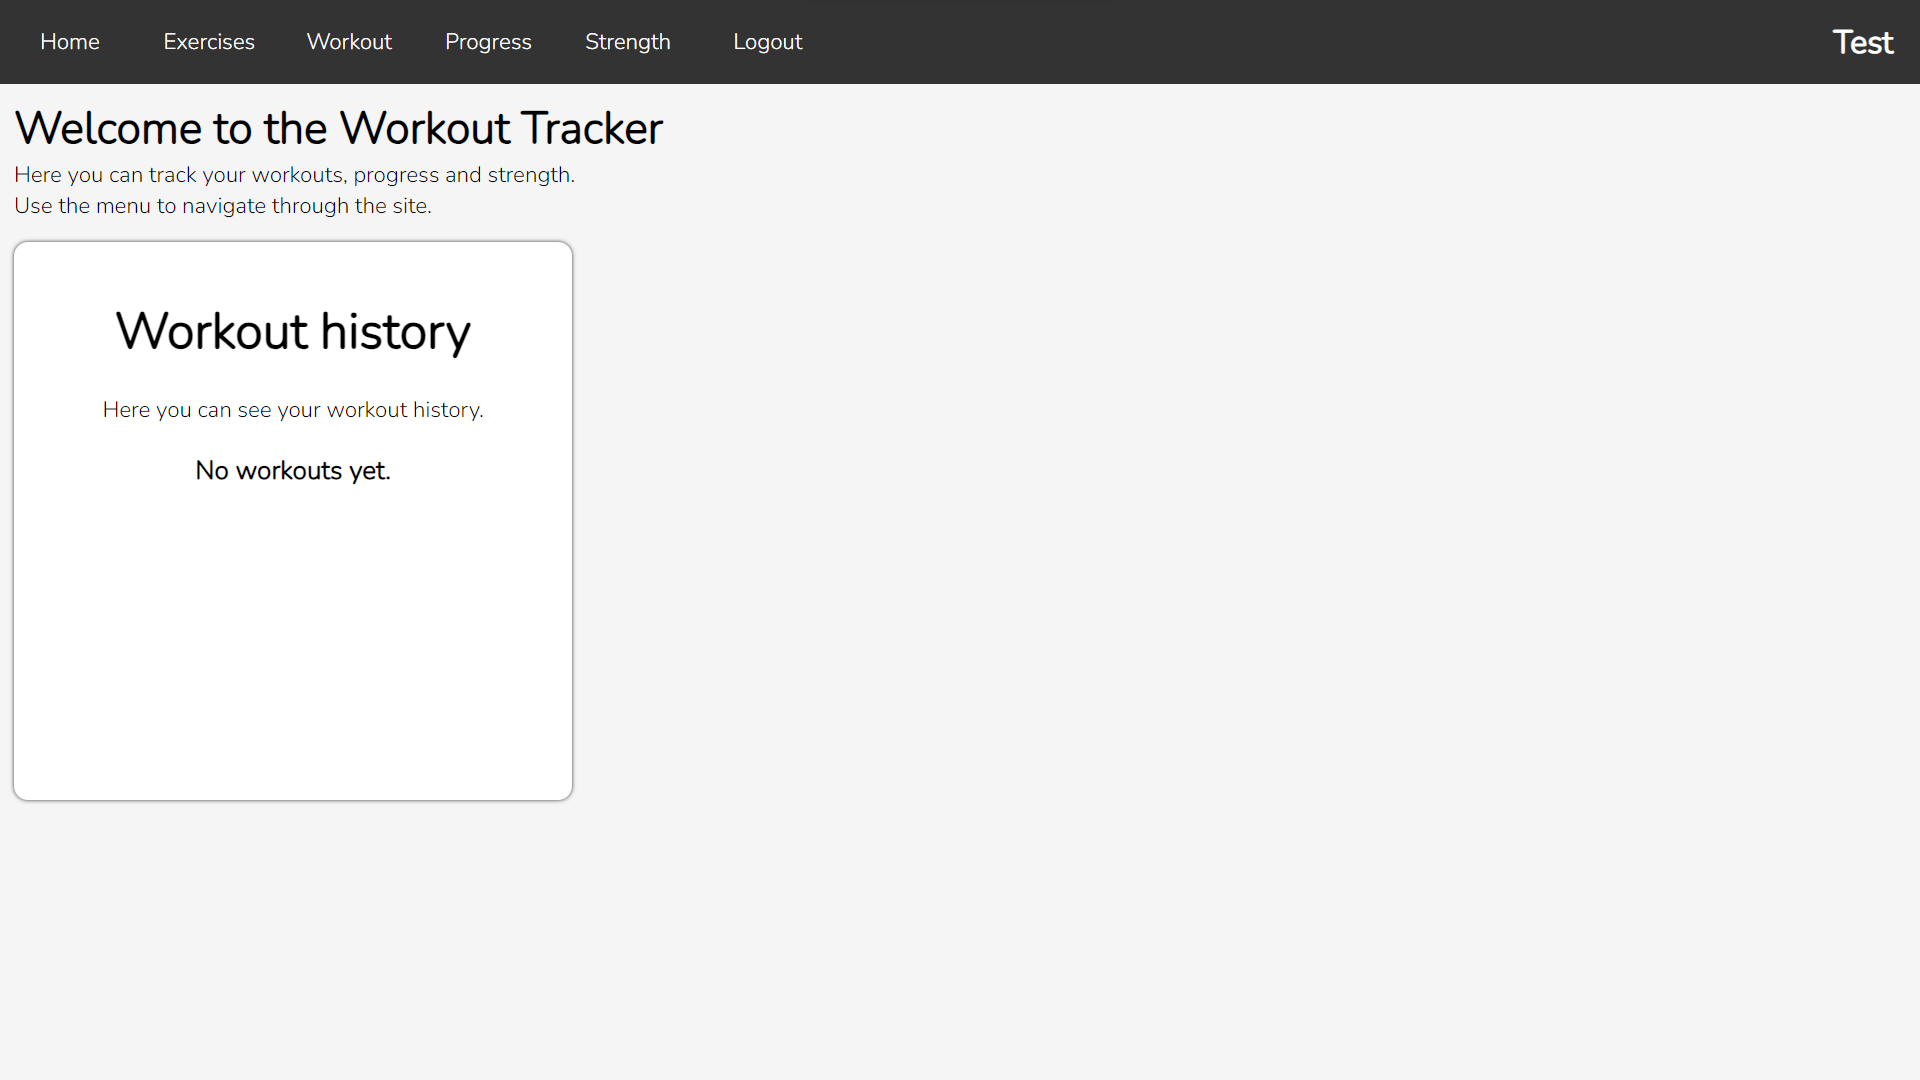 Home Exercises Workout Progress Strength Logout Test
Welcome to the Workout Tracker
Here you can track your workouts, progress and strength.
Use the menu to navigate through the site.
Workout history
Here you can see your workout history.
No workouts yet.